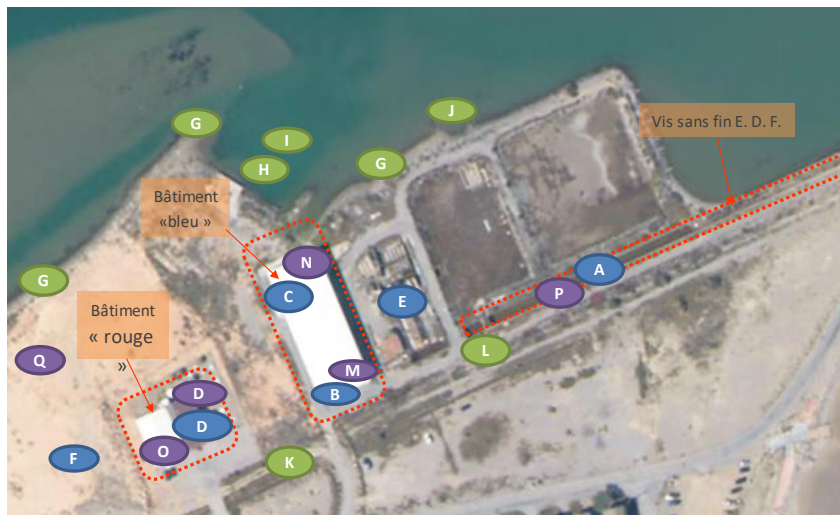 J
G
Vis sans fin E. D. F.
I
G
H
Bâtiment
«bleu »
N
A
G
C
P
E
Bâtiment
« rouge
»
L
Q
M
D
B
D
O
F
K